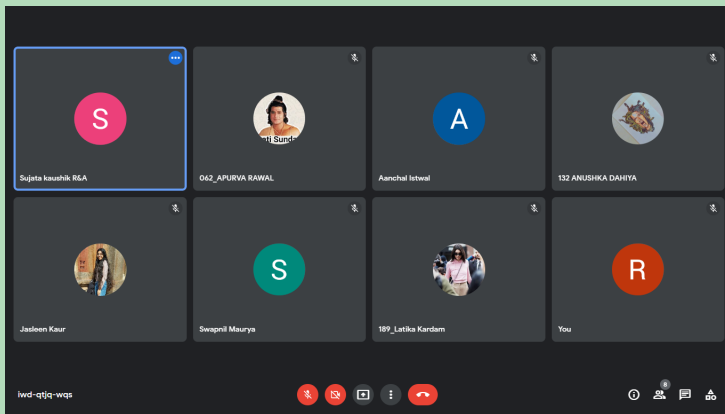 S
Sujata kaushik R&A
062_APURVA RAWAL
A
Aanchal Istwal
132 ANUSHKA DAHIYA
Jasleen Kaur
S
Swapnil Maurya
189_Latika Kardam
R
You
iwd-qtjq-wqs
8